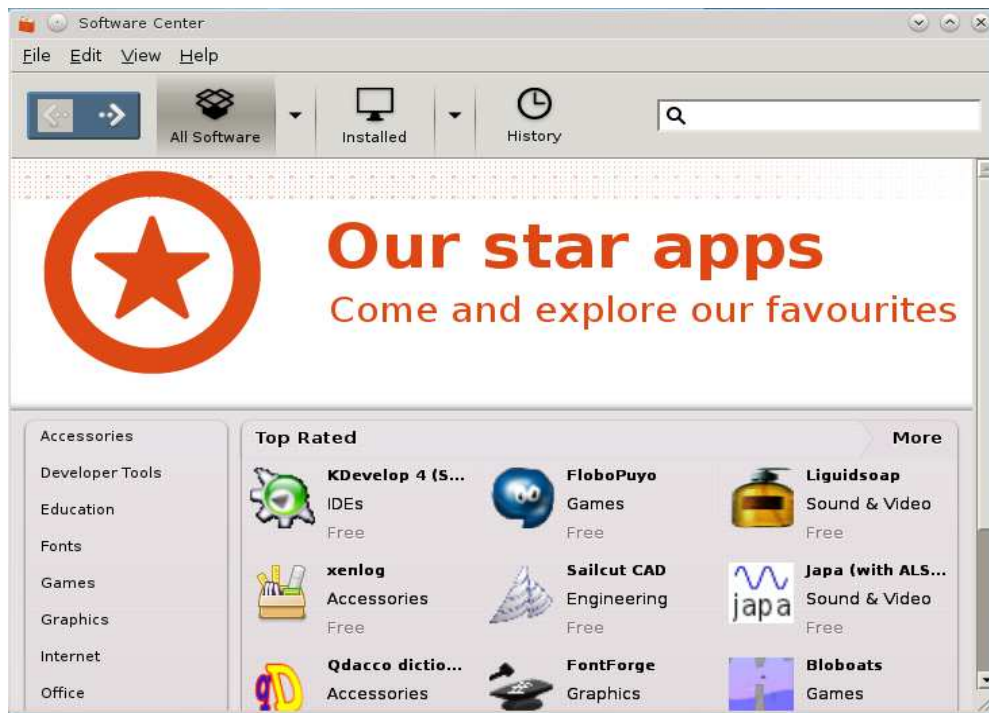 Software Center
File Edit View Help
All Software
Installed
History
Our star apps
Come and explore our favourites
Accessories
Developer Tools
Education
Fonts
Games
Graphics
Internet
Office
Top Rated
More
KDevelop 4 (S...
IDEs
Free
FloboPuyo
Games
Free
Liguidsoap
Sound & Video
Free
xenlog
Accessories
Free
Sailcut CAD
Engineering
Free
japa
Japa (with ALS...
Sound & Video
Free
qD
Qdacco dictio...
Accessories
FontForge
Graphics
Bloboats
Games